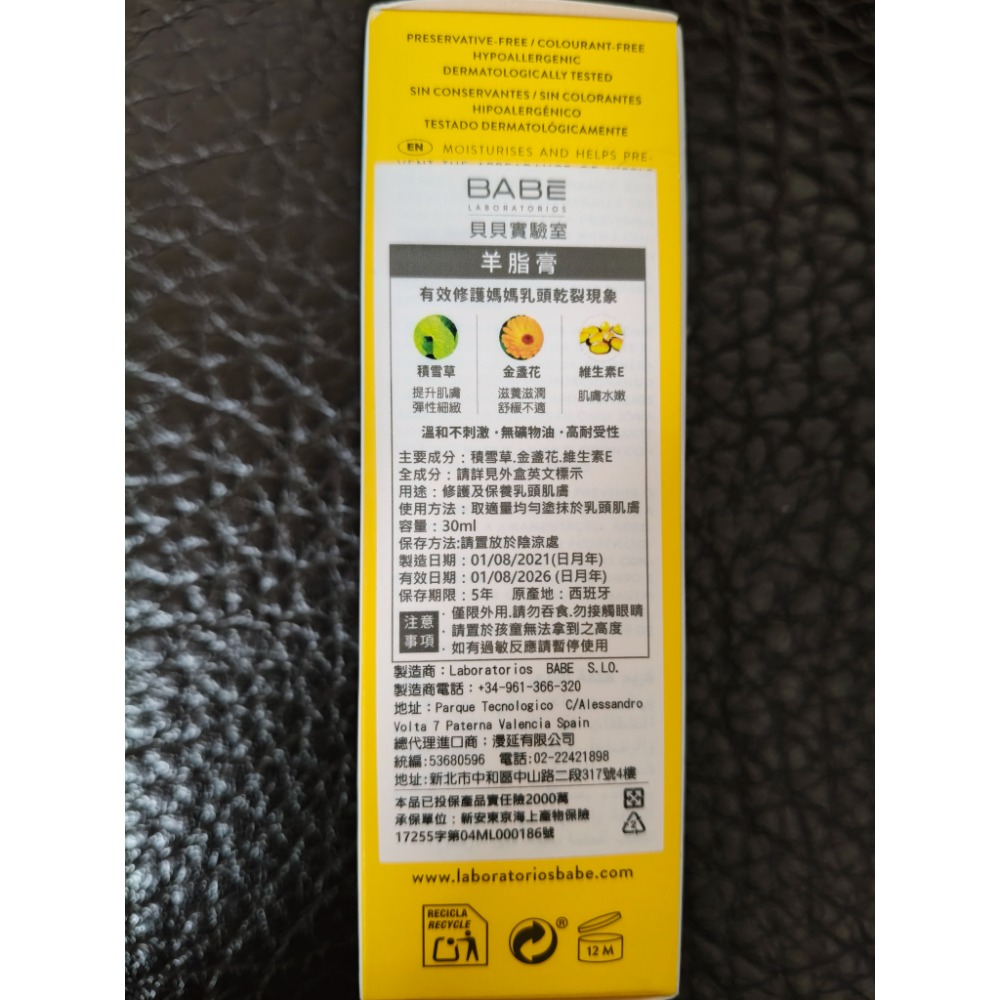 PRESERVATIVE-FREE / COLOURANT-FREE
HYPOALLERGENIC
DERMATOLOGICALLY TESTED
SIN CONSERVANTES / SIN COLORANTES
HIPOALERGÉNICO
TESTADO DERMATOLÓGICAMENTE
EN MOISTURISES AND HELPS PRE-
BABE
LABORATORIOS
貝貝實驗室
羊脂膏
有效修護媽媽乳頭乾裂現象
積雪草 金盞花 維生素E
提升肌膚 滋養滋潤 肌膚水嫩
彈性細緻 舒緩不適
溫和不刺激·無礦物油·高耐受性
主要成分：積雪草.金盞花.維生素E
全成分：請詳見外盒英文標示
用途：修護及保養乳頭肌膚
使用方法：取適量均勻塗抹於乳頭肌膚
容量：30ml
保存方法:請置放於陰涼處
製造日期：01/08/2021(日月年)
有效日期：01/08/2026 (日月年)
保存期限：5年 原產地：西班牙
注意事項
·僅限外用.請勿吞食.勿接觸眼睛
·請置於孩童無法拿到之高度
·如有過敏反應請暫停使用
製造商：Laboratorios BABE S.LO.
製造商電話：+34-961-366-320
地址：Parque Tecnologico C/Alessandro
Volta 7 Paterna Valencia Spain
總代理進口商：漫延有限公司
統編:53680596 電話:02-22421898
地址:新北市中和區中山路二段317號4樓
本品已投保產品責任險2000萬
承保單位：新安東京海上產物保險
17255字第04ML000186號
2
www.laboratoriosbabe.com
RECICLA
RECYCLE
®
12 M